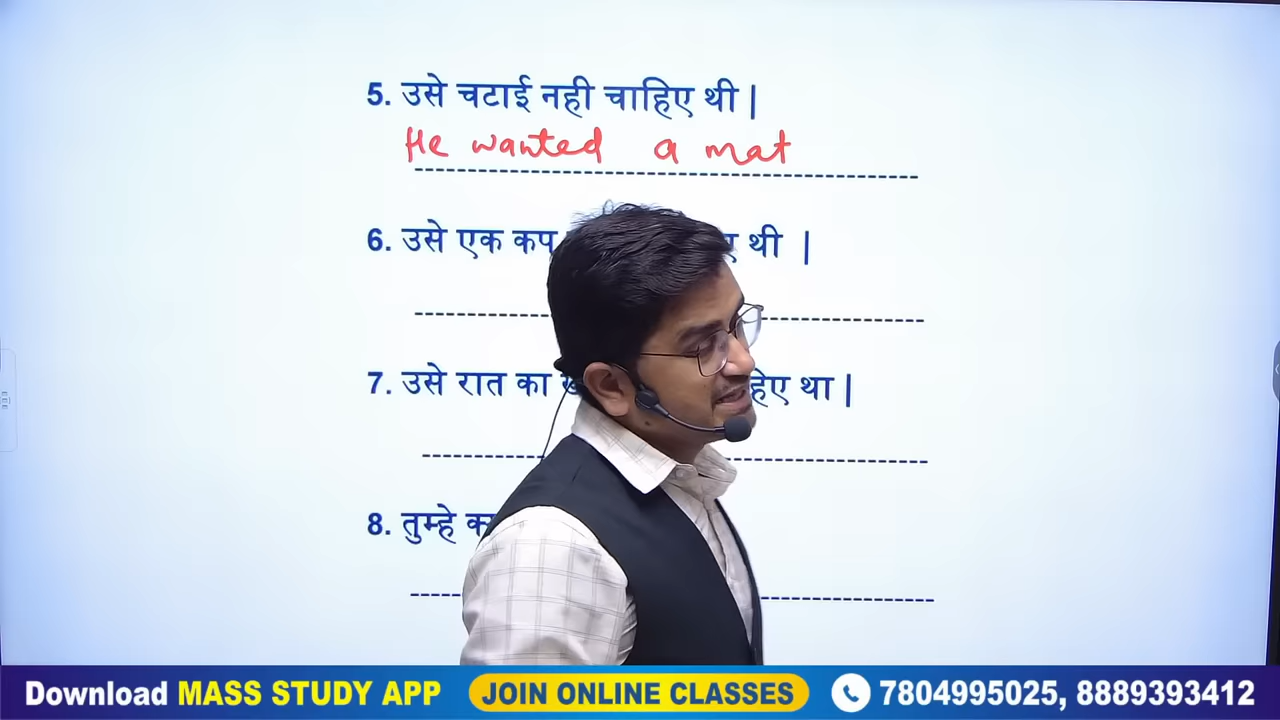 5. उसे चटाई नही चाहिए थी |
He wanted a mat
6. उसे एक कप थी |
7. उसे रात का था |
8. तुम्हे
Download MASS STUDY APP JOIN ONLINE CLASSES 7804995025, 8889393412